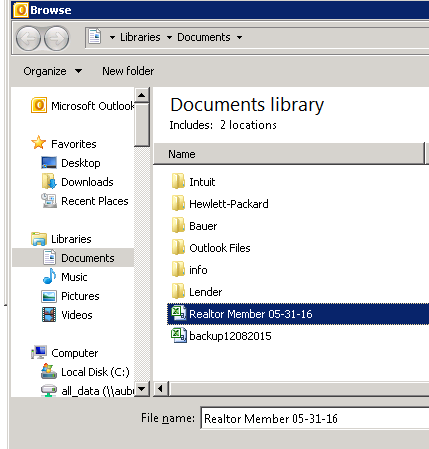 Browse
Libraries Documents
Organize New folder
Microsoft Outlook
Favorites
Desktop
Downloads
Recent Places
Libraries
Documents
Music
Pictures
Videos
Computer
Local Disk (C:)
all_data (\\aub
Documents library
Includes: 2 locations
Name
Intuit
Hewlett-Packard
Bauer
Outlook Files
info
Lender
Realtor Member 05-31-16
backup12082015
File name: Realtor Member 05-31-16